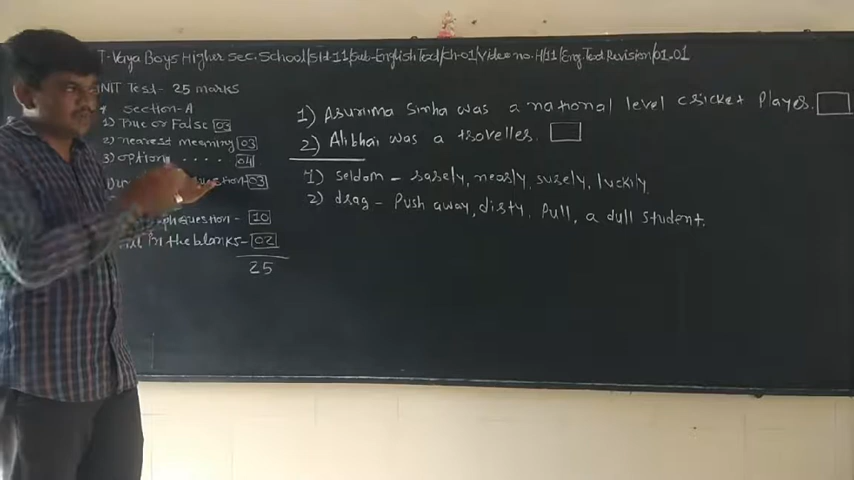 T-Varja Boys Higher Sec. School/Std-11/Sub-English Text/Ch-01/Video no. H/11/Eng. Text Revision/01.01
NIT Test- 25 marks
Section-A
1) True or False 03
2) nearest meaning 03
3) option . . . . 04
question- 03
question - 10
in the blanks- 02
25
1) Asurima Sinha was a national level cricket Player.
2) Alibhai was a traveller.
1) seldom - rarely, nearly, surely, luckily,
2) drag - Push away, dirty, Pull, a dull student.